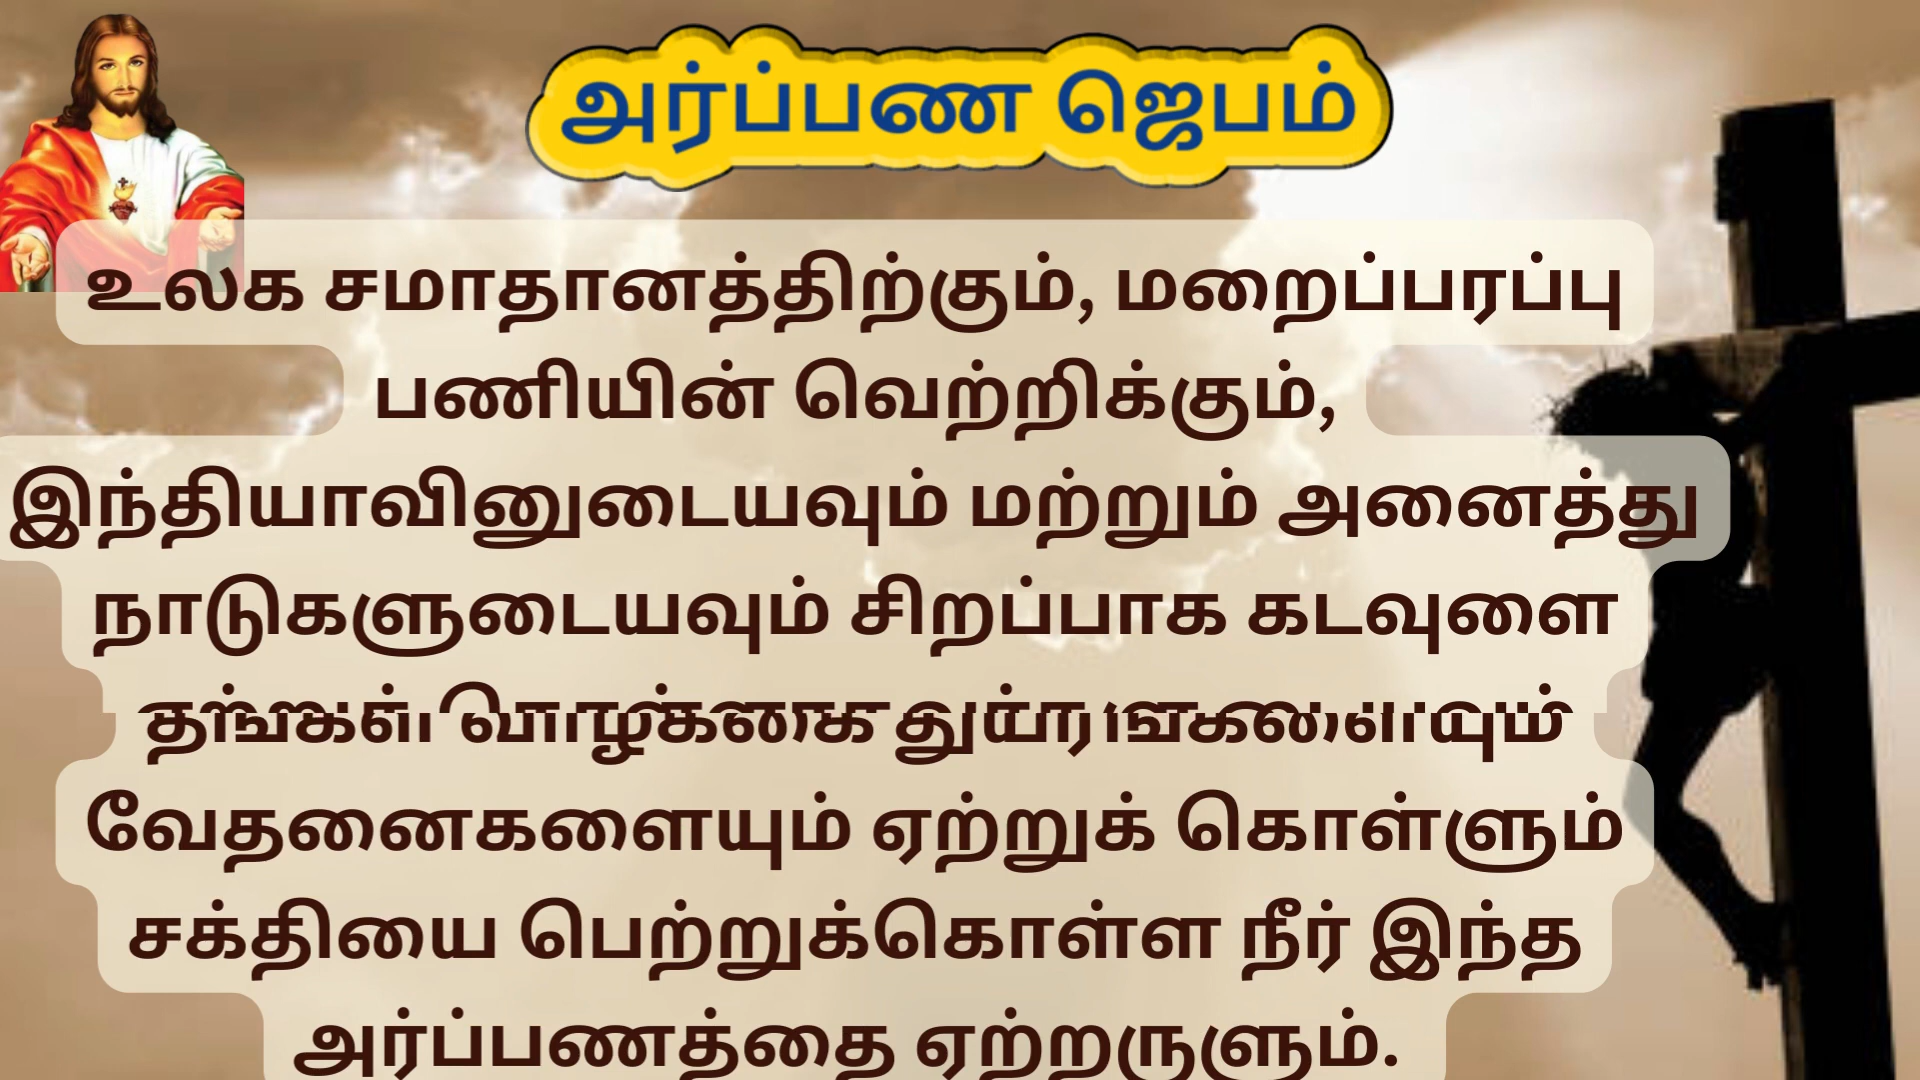 அர்ப்பண ஜெபம்
உலக சமாதானத்திற்கும், மறைப்பரப்பு
பணியின் வெற்றிக்கும்,
இந்தியாவினுடையவும் மற்றும் அனைத்து
நாடுகளுடையவும் சிறப்பாக கடவுளை
வேதனைகளையும் ஏற்றுக் கொள்ளும்
சக்தியை பெற்றுக்கொள்ள நீர் இந்த
அர்ப்பணத்தை ஏற்றருளும்.